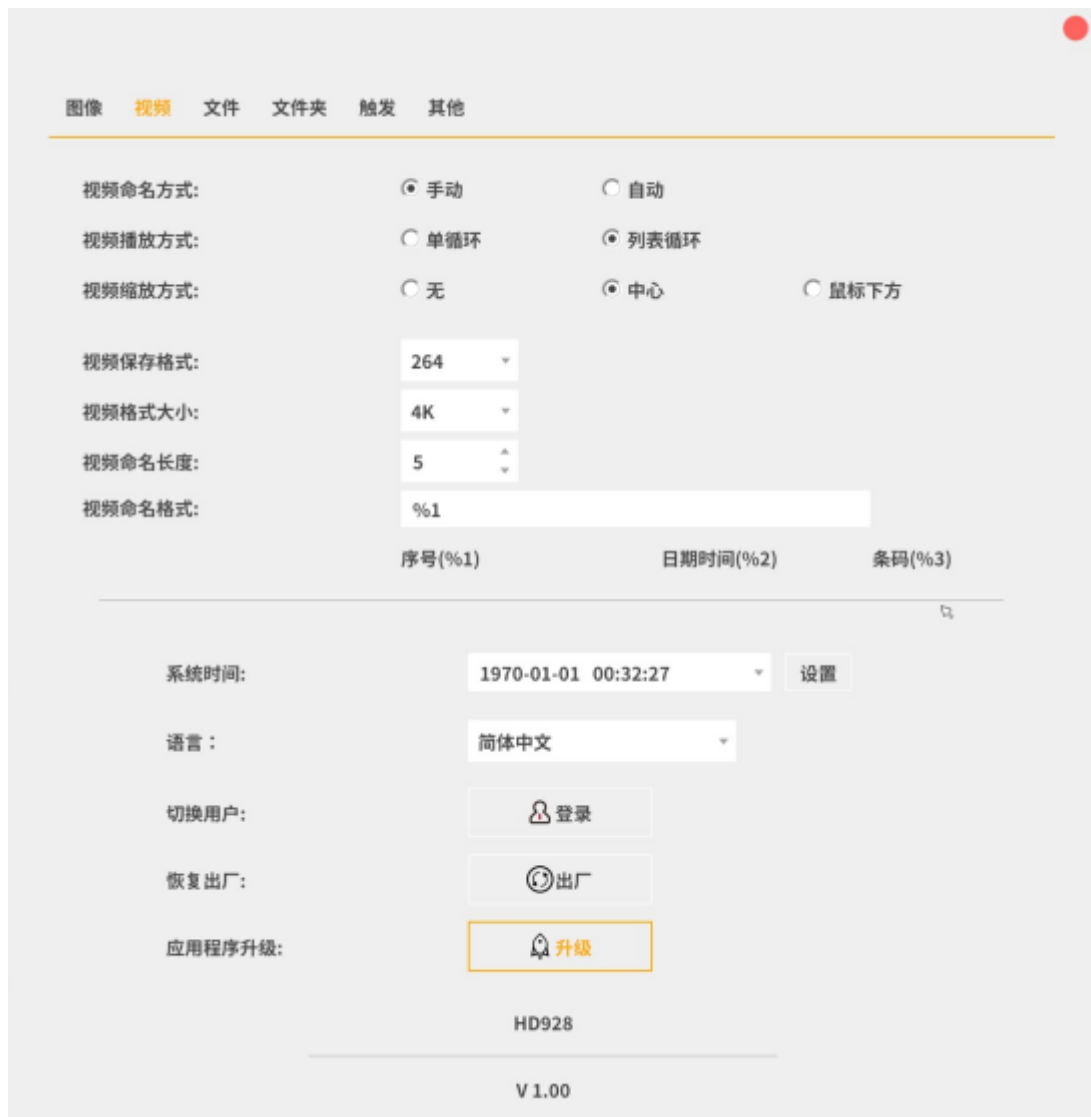 图像 视频 文件 文件夹 触发 其他
视频命名方式: 手动 自动
视频播放方式: 单循环 列表循环
视频缩放方式: 无 中心 鼠标下方
视频保存格式: 264
视频格式大小: 4K
视频命名长度: 5
视频命名格式: %1
序号(%1) 日期时间(%2) 条码(%3)
系统时间: 1970-01-01 00:32:27 设置
语言： 简体中文
切换用户: 登录
恢复出厂: 出厂
应用程序升级: 升级
HD928
V 1.00